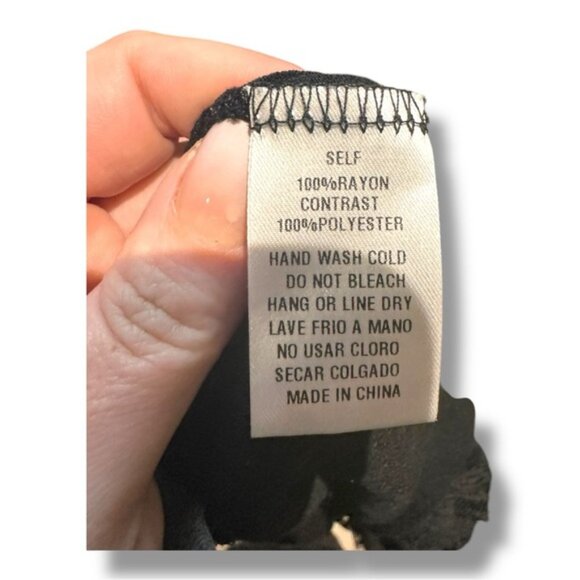 SELF
100%RAYON
CONTRAST
100%POLYESTER
HAND WASH COLD
DO NOT BLEACH
HANG OR LINE DRY
LAVE FRIO A MANO
NO USAR CLORO
SECAR COLGADO
MADE IN CHINA